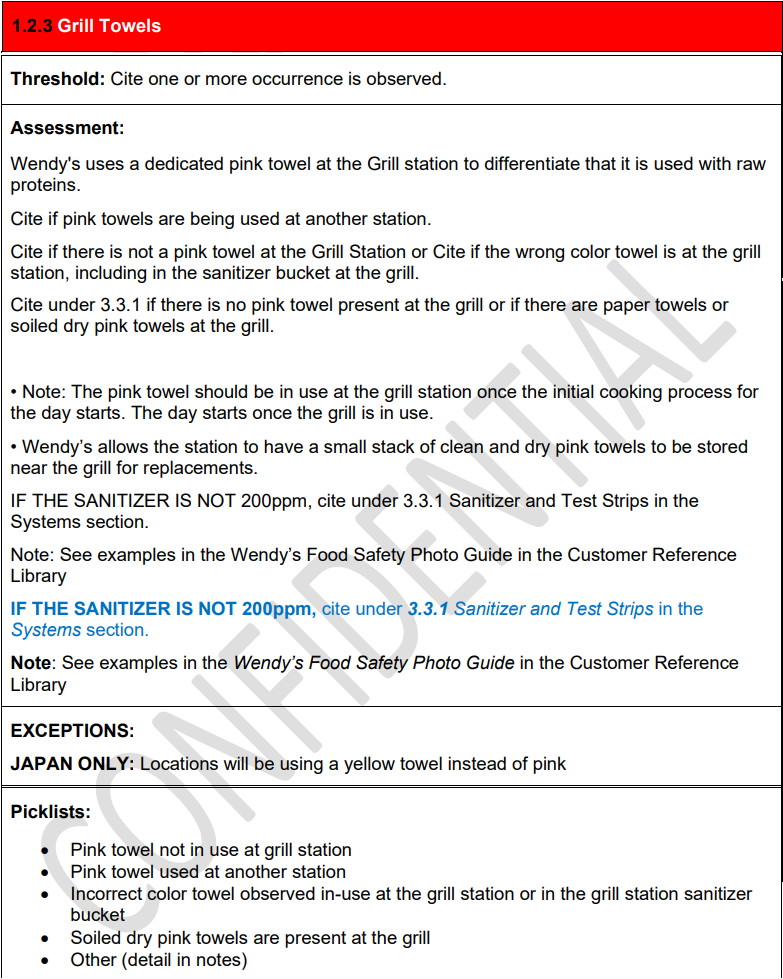 1.2.3 Grill Towels
Threshold: Cite one or more occurrence is observed.
Assessment:
Wendy's uses a dedicated pink towel at the Grill station to differentiate that it is used with raw
proteins.
Cite if pink towels are being used at another station.
Cite if there is not a pink towel at the Grill Station or Cite if the wrong color towel is at the grill
station, including in the sanitizer bucket at the grill.
Cite under 3.3.1 if there is no pink towel present at the grill or if there are paper towels or
soiled dry pink towels at the grill.
• Note: The pink towel should be in use at the grill station once the initial cooking process for
the day starts. The day starts once the grill is in use.
• Wendy’s allows the station to have a small stack of clean and dry pink towels to be stored
near the grill for replacements.
IF THE SANITIZER IS NOT 200ppm, cite under 3.3.1 Sanitizer and Test Strips in the
Systems section.
Note: See examples in the Wendy’s Food Safety Photo Guide in the Customer Reference
Library
IF THE SANITIZER IS NOT 200ppm, cite under 3.3.1 Sanitizer and Test Strips in the
Systems section.
Note: See examples in the Wendy’s Food Safety Photo Guide in the Customer Reference
Library
EXCEPTIONS:
JAPAN ONLY: Locations will be using a yellow towel instead of pink
Picklists:
• Pink towel not in use at grill station
• Pink towel used at another station
• Incorrect color towel observed in-use at the grill station or in the grill station sanitizer
bucket
• Soiled dry pink towels are present at the grill
• Other (detail in notes)
CONFIDENTIAL